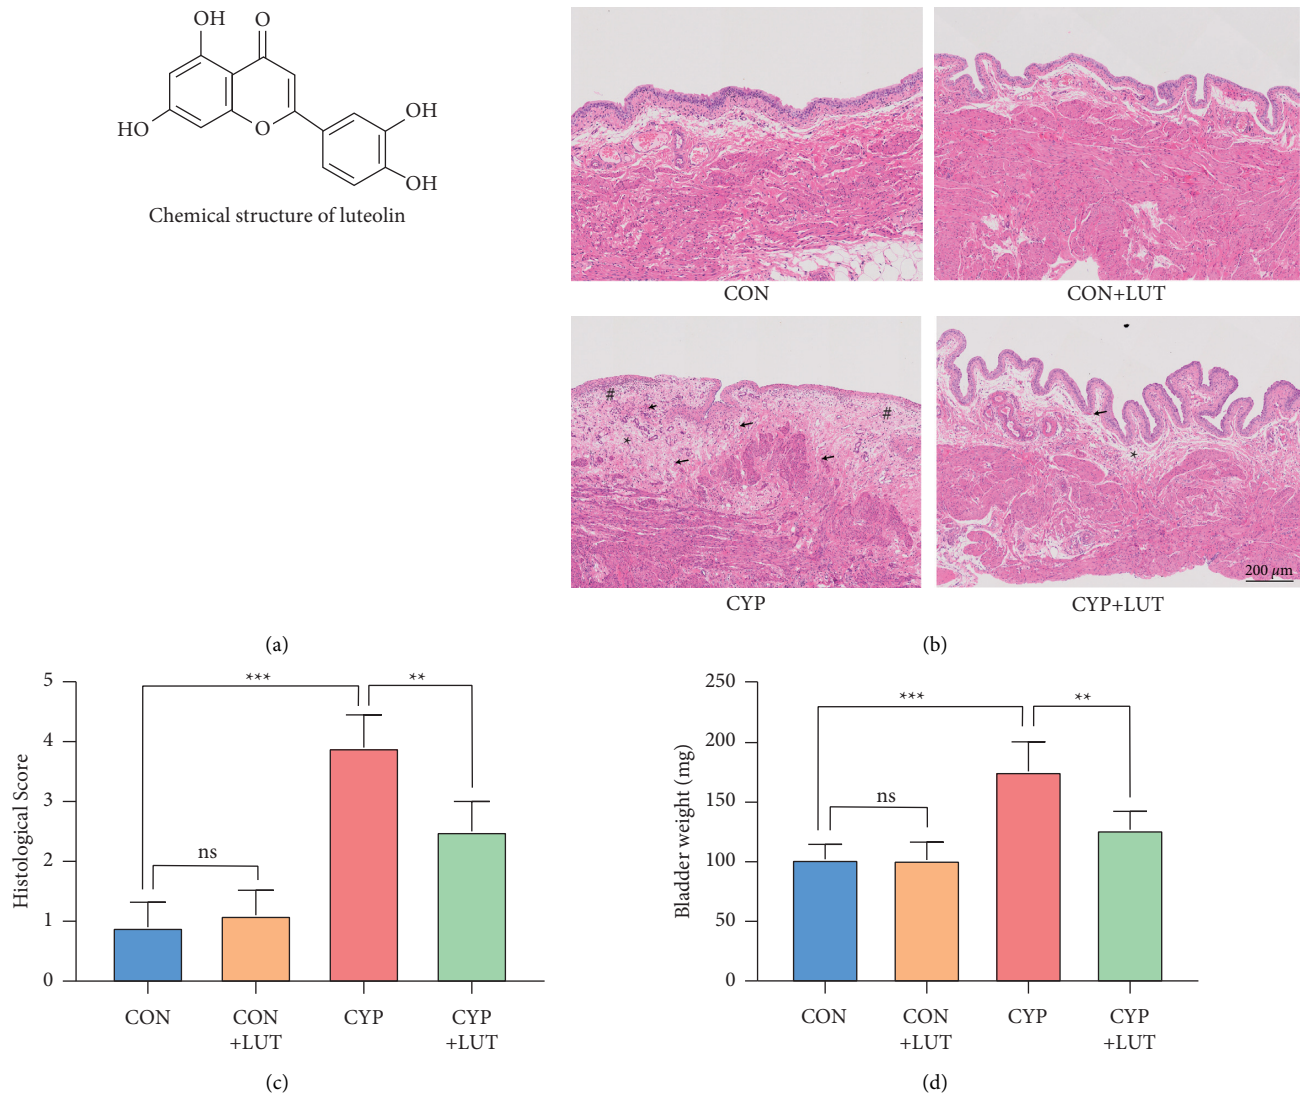 OH
O
HO
O
OH
OH
Chemical structure of luteolin
(a)
CON
CON+LUT
#
#
*
CYP
*
200 μm
CYP+LUT
(b)
Histological Score
5
4
3
2
1
0
***
**
ns
CON
CON
+LUT
CYP
CYP
+LUT
(c)
Bladder weight (mg)
250
200
150
100
50
0
***
**
ns
CON
CON
+LUT
CYP
CYP
+LUT
(d)